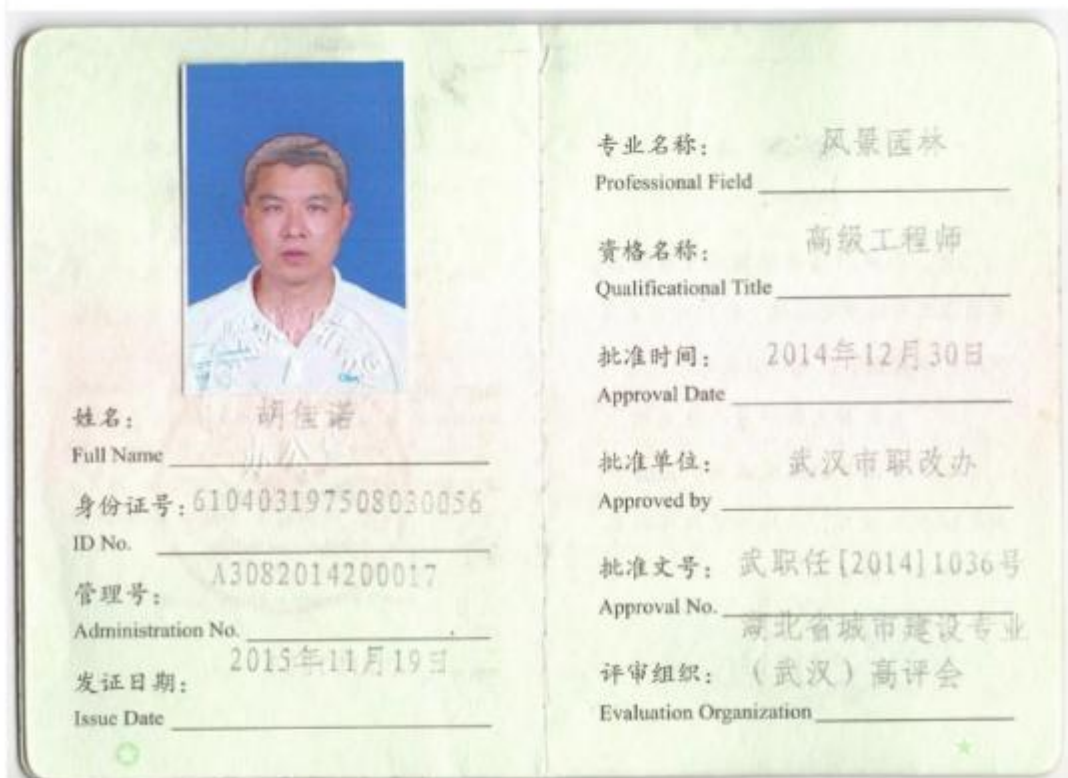 姓名： 胡佳诺
Full Name
身份证号：610403197508030056
ID No.
管理号： A3082014200017
Administration No.
发证日期： 2015年11月19日
Issue Date
专业名称： 风景园林
Professional Field
资格名称： 高级工程师
Qualificational Title
批准时间： 2014年12月30日
Approval Date
批准单位： 武汉市职改办
Approved by
批准文号： 武职任[2014]1036号
Approval No.
湖北省城市建设专业
评审组织： （武汉）高评会
Evaluation Organization